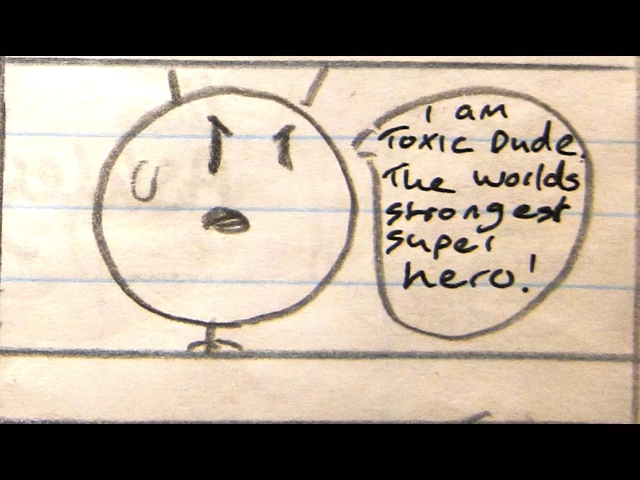 I am
Toxic Dude.
The worlds
strongest
super
hero!